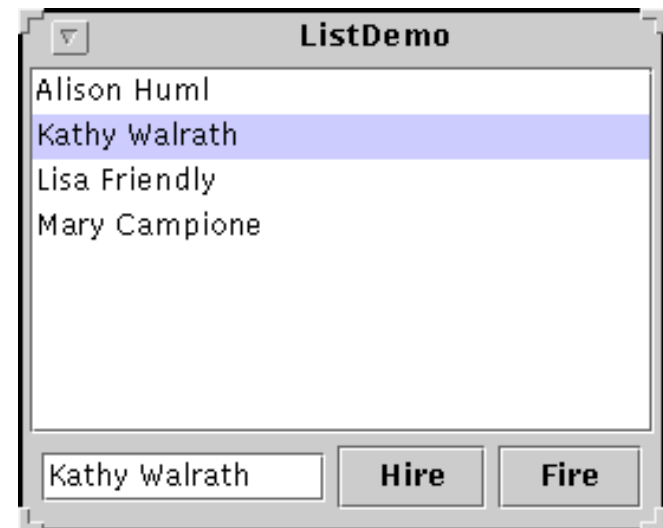 ListDemo
Alison Huml
Kathy Walrath
Lisa Friendly
Mary Campione
Kathy Walrath Hire Fire